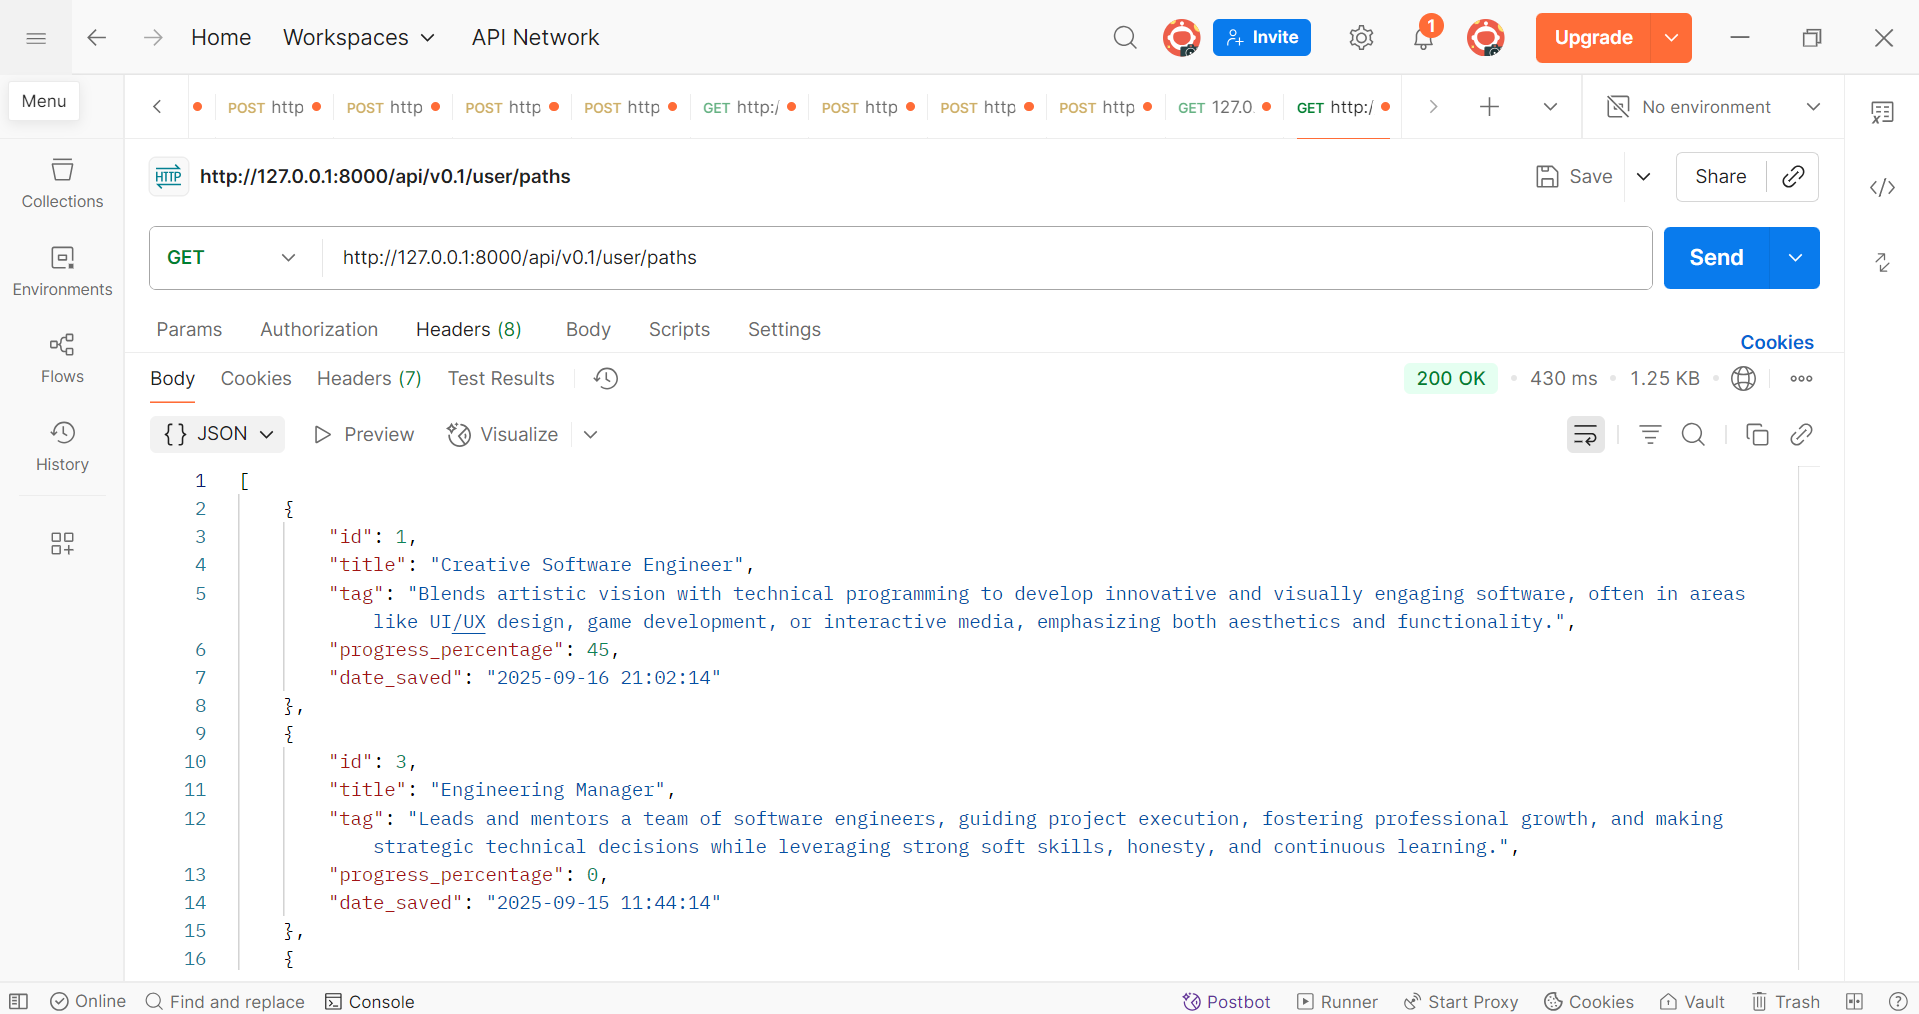 Home Workspaces API Network Invite 1 Upgrade
Menu
POST http POST http POST http POST http GET http:/ POST http POST http POST http GET 127.0. GET http:/ No environment
HTTP http://127.0.0.1:8000/api/v0.1/user/paths Save Share
Collections
GET http://127.0.0.1:8000/api/v0.1/user/paths Send
Environments
Params Authorization Headers (8) Body Scripts Settings
Cookies
Flows
Body Cookies Headers (7) Test Results 200 OK • 430 ms • 1.25 KB •
{} JSON Preview Visualize
History
1 [
2 {
3 "id": 1,
4 "title": "Creative Software Engineer",
5 "tag": "Blends artistic vision with technical programming to develop innovative and visually engaging software, often in areas
like UI/UX design, game development, or interactive media, emphasizing both aesthetics and functionality.",
6 "progress_percentage": 45,
7 "date_saved": "2025-09-16 21:02:14"
8 },
9 {
10 "id": 3,
11 "title": "Engineering Manager",
12 "tag": "Leads and mentors a team of software engineers, guiding project execution, fostering professional growth, and making
strategic technical decisions while leveraging strong soft skills, honesty, and continuous learning.",
13 "progress_percentage": 0,
14 "date_saved": "2025-09-15 11:44:14"
15 },
16 {
Online Find and replace Console Postbot Runner Start Proxy Cookies Vault Trash